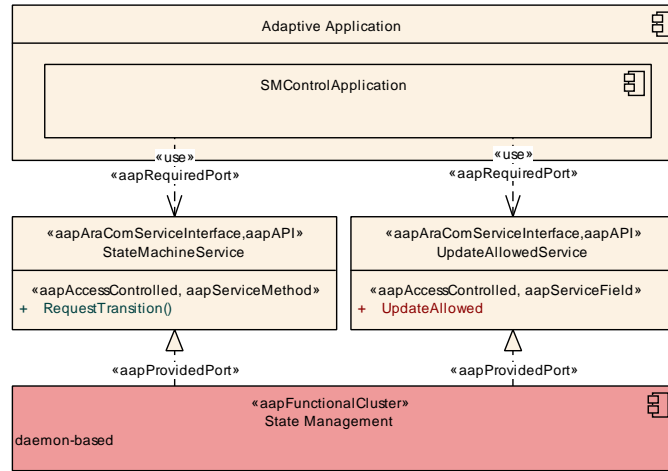 Adaptive Application
SMControlApplication
«use»
«aapRequiredPort»
«use»
«aapRequiredPort»
«aapAraComServiceInterface,aapAPI»
StateMachineService
«aapAccessControlled, aapServiceMethod»
+ RequestTransition()
«aapAraComServiceInterface,aapAPI»
UpdateAllowedService
«aapAccessControlled, aapServiceField»
+ UpdateAllowed
«aapProvidedPort»
«aapProvidedPort»
«aapFunctionalCluster»
State Management
daemon-based